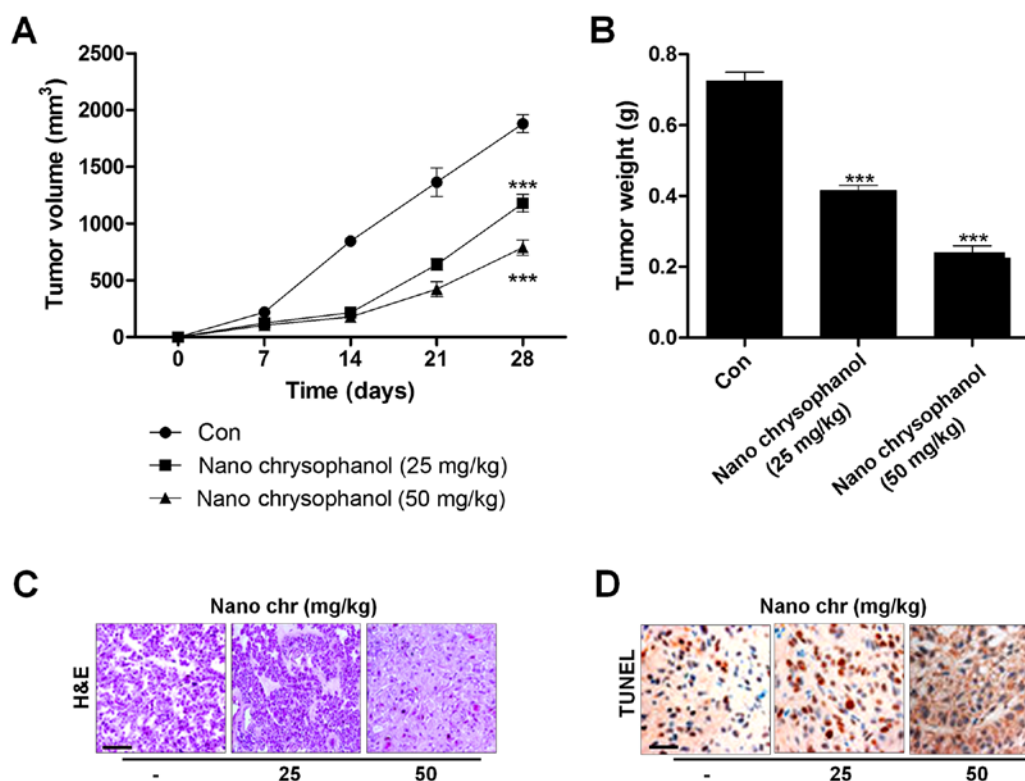 A
Tumor volume (mm³)
2500
2000
1500
1000
500
0
***
***
0 7 14 21 28
Time (days)
Con
Nano chrysophanol (25 mg/kg)
Nano chrysophanol (50 mg/kg)
B
Tumor weight (g)
0.8
0.6
0.4
0.2
0.0
***
***
Con
Nano chrysophanol
(25 mg/kg)
Nano chrysophanol
(50 mg/kg)
C
Nano chr (mg/kg)
H&E
- 25 50
D
Nano chr (mg/kg)
TUNEL
- 25 50